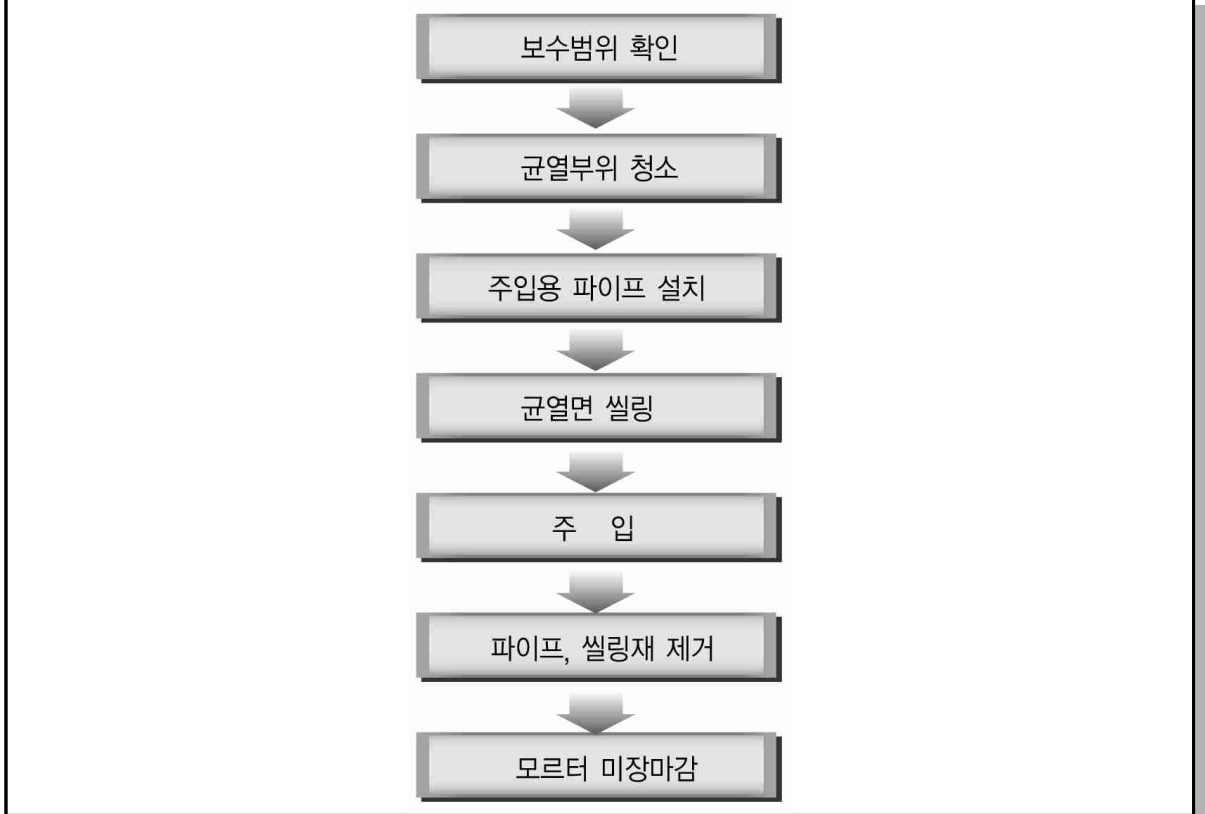 보수범위 확인
균열부위 청소
주입용 파이프 설치
균열면 씰링
주 입
파이프, 씰링재 제거
모르터 미장마감